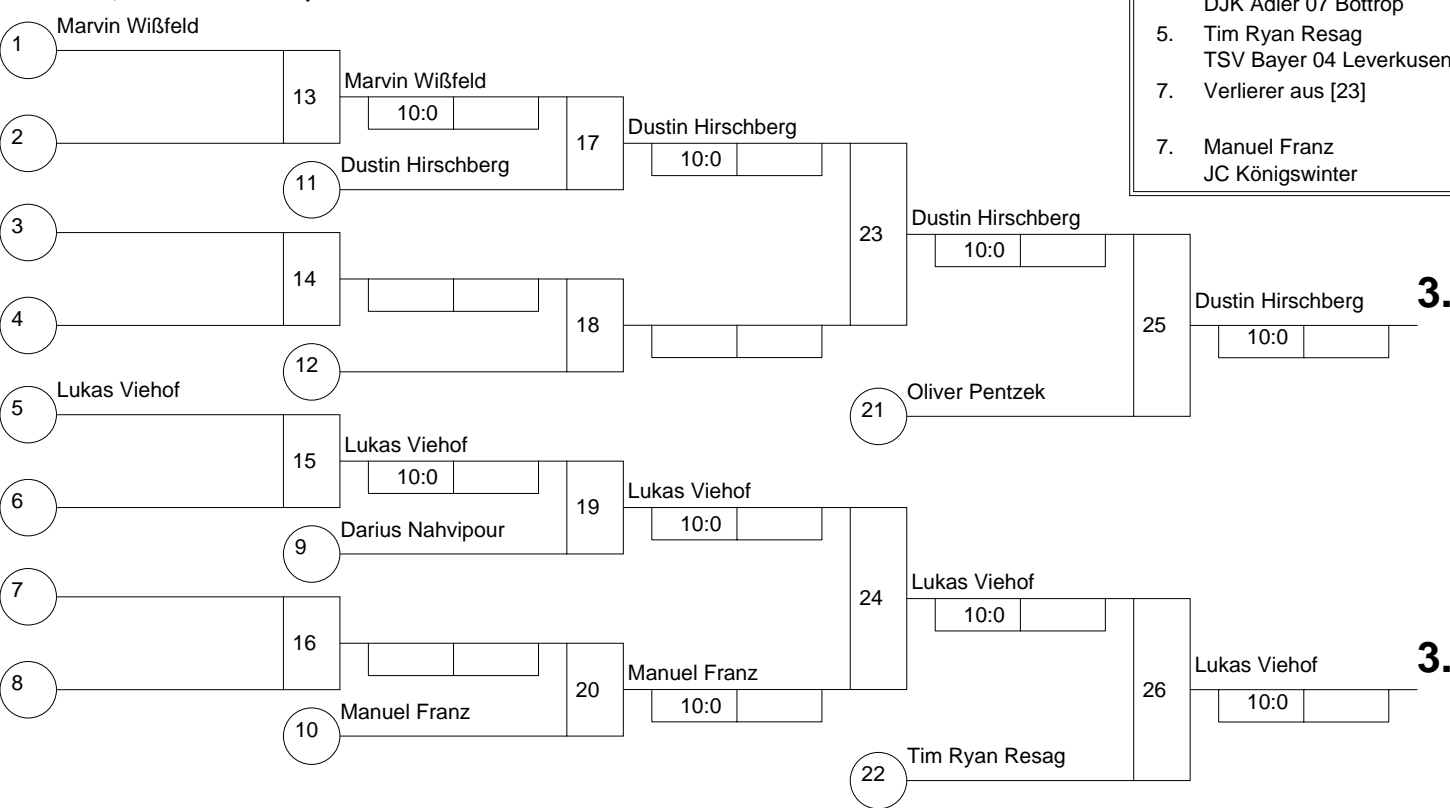 DJK Adler 07 Bottrop
5. Tim Ryan Resag
TSV Bayer 04 Leverkusen
7. Verlierer aus [23]
7. Manuel Franz
JC Königswinter
1 Marvin Wißfeld
13 Marvin Wißfeld
10:0
2
17 Dustin Hirschberg
10:0
11 Dustin Hirschberg
3
23 Dustin Hirschberg
10:0
14
4
18
12
25 Dustin Hirschberg 3.
10:0
5 Lukas Viehof
21 Oliver Pentzek
15 Lukas Viehof
10:0
6
19 Lukas Viehof
10:0
9 Darius Nahvipour
7
24 Lukas Viehof
10:0
16
8
20 Manuel Franz
10:0
10 Manuel Franz
26 Lukas Viehof 3.
10:0
22 Tim Ryan Resag